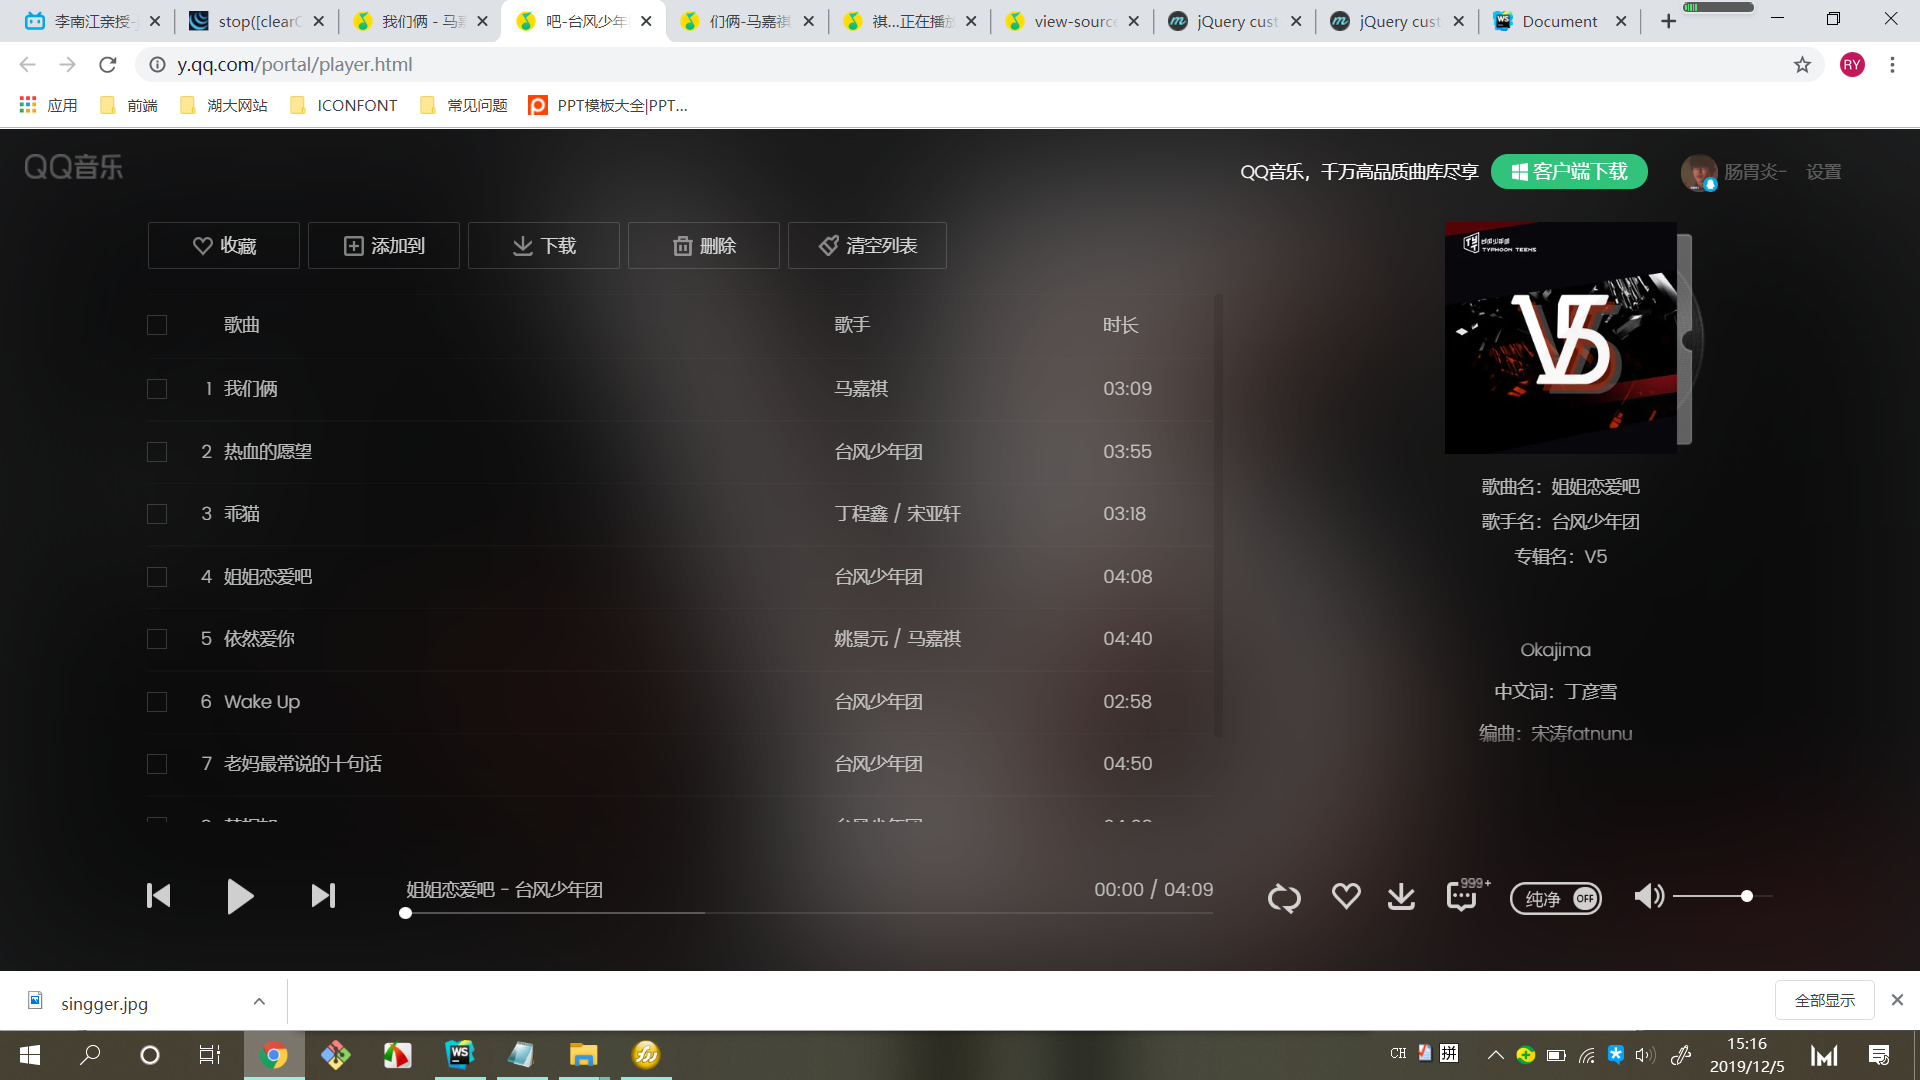 李南江亲授-
stop([clearQ
我们俩 - 马嘉
吧-台风少年
们俩-马嘉祺
祺...正在播放
view-source
jQuery cust
jQuery cust
Document
y.qq.com/portal/player.html
RY
应用
前端
湖大网站
ICONFONT
常见问题
PPT模板大全|PPT...
QQ音乐
QQ音乐，千万高品质曲库尽享
客户端下载
肠胃炎-
设置
收藏
添加到
下载
删除
清空列表
TYT 台风少年团
TYPHOON TEENS
V5
歌曲 歌手 时长
1 我们俩 马嘉祺 03:09
2 热血的愿望 台风少年团 03:55
3 乖猫 丁程鑫 / 宋亚轩 03:18
4 姐姐恋爱吧 台风少年团 04:08
5 依然爱你 姚景元 / 马嘉祺 04:40
6 Wake Up 台风少年团 02:58
7 老妈最常说的十句话 台风少年团 04:50
歌曲名：姐姐恋爱吧
歌手名：台风少年团
专辑名：V5
Okajima
中文词：丁彦雪
编曲：宋涛fatnunu
姐姐恋爱吧 - 台风少年团
00:00 / 04:09
999+
纯净 OFF
singger.jpg
全部显示
WS
CH
拼
15:16
2019/12/5